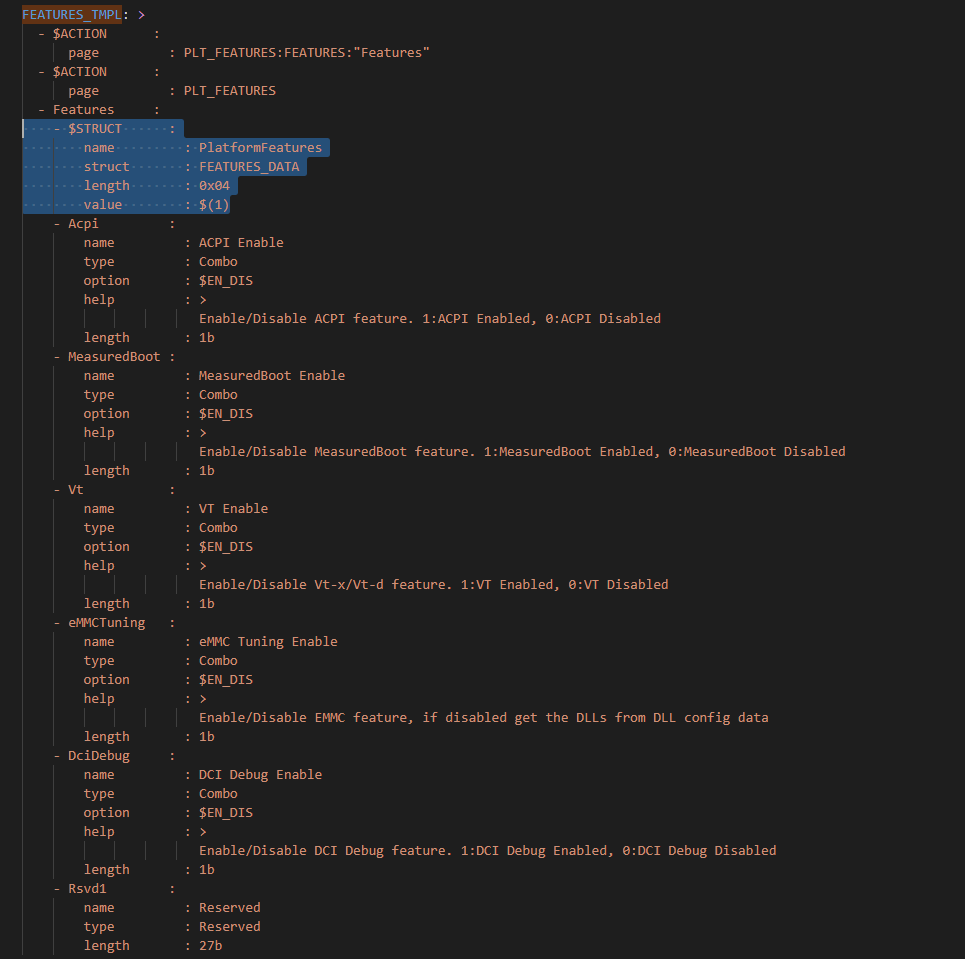 FEATURES_TMPL: >
- $ACTION      :
page         : PLT_FEATURES:FEATURES:"Features"
- $ACTION      :
page         : PLT_FEATURES
- Features     :
- $STRUCT      :
name         : PlatformFeatures
struct       : FEATURES_DATA
length       : 0x04
value        : $(1)
- Acpi         :
name         : ACPI Enable
type         : Combo
option       : $EN_DIS
help         : >
Enable/Disable ACPI feature. 1:ACPI Enabled, 0:ACPI Disabled
length       : 1b
- MeasuredBoot :
name         : MeasuredBoot Enable
type         : Combo
option       : $EN_DIS
help         : >
Enable/Disable MeasuredBoot feature. 1:MeasuredBoot Enabled, 0:MeasuredBoot Disabled
length       : 1b
- Vt           :
name         : VT Enable
type         : Combo
option       : $EN_DIS
help         : >
Enable/Disable Vt-x/Vt-d feature. 1:VT Enabled, 0:VT Disabled
length       : 1b
- eMMCTuning   :
name         : eMMC Tuning Enable
type         : Combo
option       : $EN_DIS
help         : >
Enable/Disable EMMC feature, if disabled get the DLLs from DLL config data
length       : 1b
- DciDebug     :
name         : DCI Debug Enable
type         : Combo
option       : $EN_DIS
help         : >
Enable/Disable DCI Debug feature. 1:DCI Debug Enabled, 0:DCI Debug Disabled
length       : 1b
- Rsvd1        :
name         : Reserved
type         : Reserved
length       : 27b